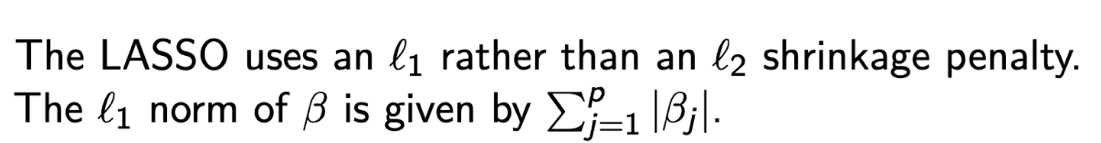 The LASSO uses an ℓ₁ rather than an ℓ₂ shrinkage penalty.
The ℓ₁ norm of β is given by ∑ᵖⱼ₌₁ |βⱼ|.